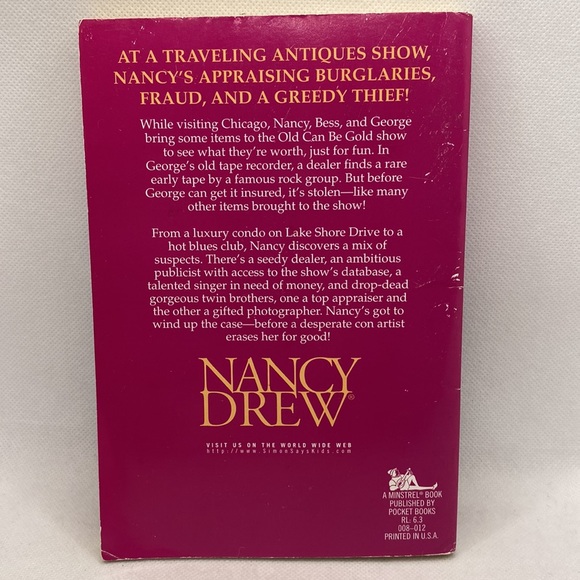 AT A TRAVELING ANTIQUES SHOW,
NANCY'S APPRAISING BURGLARIES,
FRAUD, AND A GREEDY THIEF!
While visiting Chicago, Nancy, Bess, and George
bring some items to the Old Can Be Gold show
to see what they're worth, just for fun. In
George's old tape recorder, a dealer finds a rare
early tape by a famous rock group. But before
George can get it insured, it's stolen—like many
other items brought to the show!
From a luxury condo on Lake Shore Drive to a
hot blues club, Nancy discovers a mix of
suspects. There's a seedy dealer, an ambitious
publicist with access to the show's database, a
talented singer in need of money, and drop-dead
gorgeous twin brothers, one a top appraiser and
the other a gifted photographer. Nancy's got to
wind up the case—before a desperate con artist
erases her for good!
NANCY
DREW®
VISIT US ON THE WORLD WIDE WEB
http://www.SimonSaysKids.com
A MINSTREL® BOOK
PUBLISHED BY
POCKET BOOKS
RL: 6.3
008-012
PRINTED IN U.S.A.